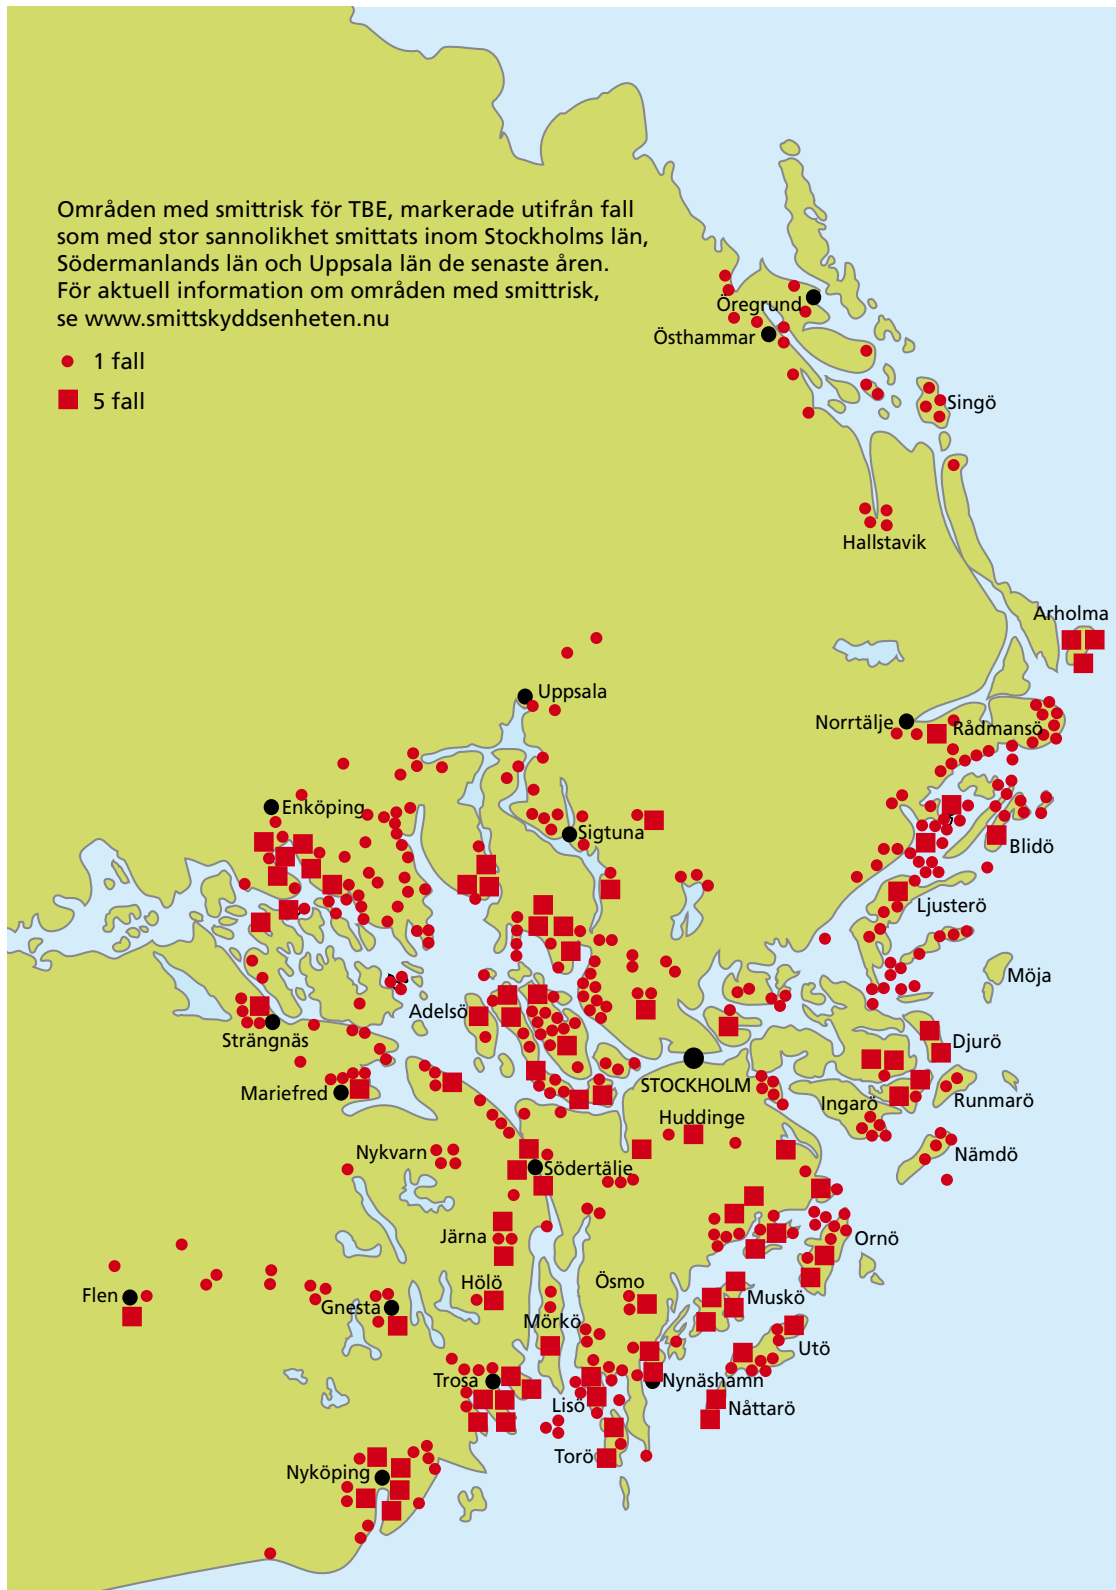 Områden med smittrisk för TBE, markerade utifrån fall
som med stor sannolikhet smittats inom Stockholms län,
Södermanlands län och Uppsala län de senaste åren.
För aktuell information om områden med smittrisk,
se www.smittskyddsenheten.nu
1 fall
5 fall
Öregrund
Östhammar
Singö
Hallstavik
Arholma
Uppsala
Norrtälje
Rådmansö
Enköping
Sigtuna
Blidö
Ljusterö
Möja
Adelsö
Strängnäs
Djurö
STOCKHOLM
Mariefred
Runmarö
Ingarö
Huddinge
Nykvarn
Nämdö
Södertälje
Järna
Ornö
Hölö
Ösmo
Flen
Gnesta
Muskö
Mörkö
Utö
Trosa
Nynäshamn
Lisö
Nåttarö
Torö
Nyköping